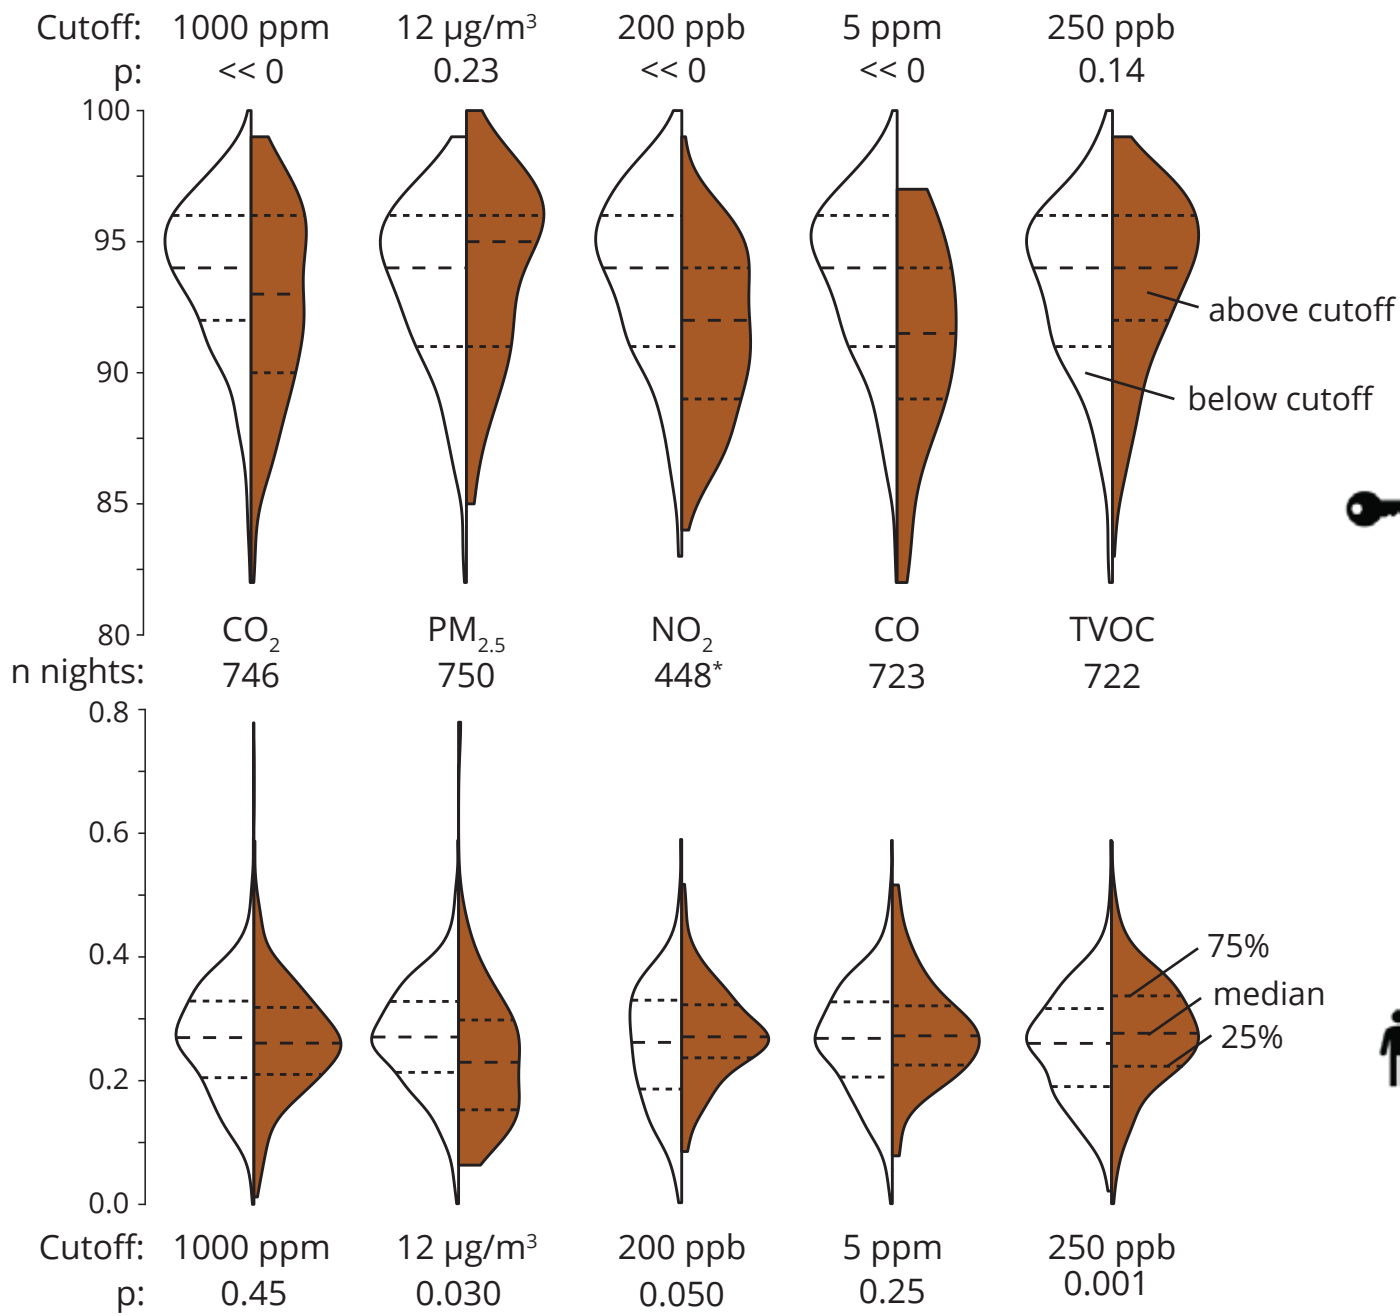 Cutoff: 1000 ppm 12 µg/m³ 200 ppb 5 ppm 250 ppb
p: << 0 0.23 << 0 << 0 0.14
100
95
above cutoff
90
below cutoff
85
80
CO₂ PM₂.₅ NO₂ CO TVOC
n nights: 746 750 448* 723 722
0.8
0.6
0.4
75%
median
25%
0.2
0.0
Cutoff: 1000 ppm 12 µg/m³ 200 ppb 5 ppm 250 ppb
p: 0.45 0.030 0.050 0.25 0.001